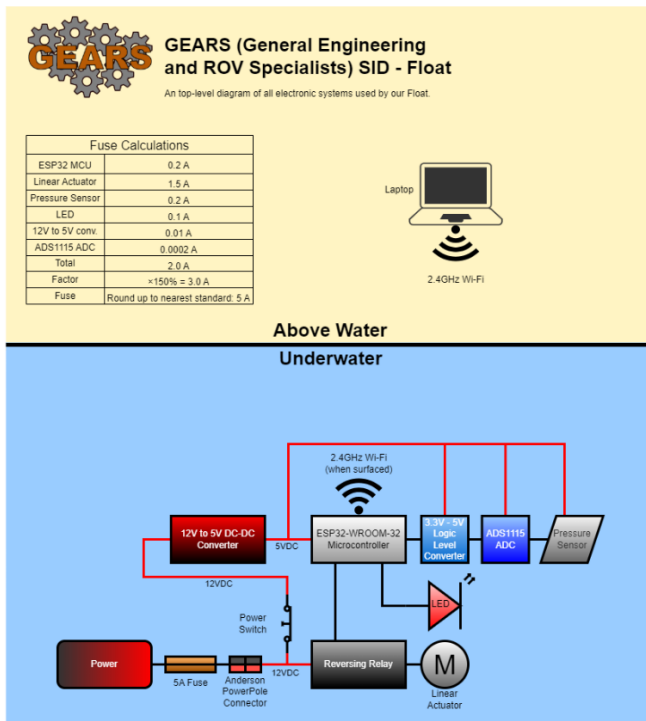 GEARS
GEARS (General Engineering
and ROV Specialists) SID - Float
An top-level diagram of all electronic systems used by our Float.
Fuse Calculations
ESP32 MCU 0.2 A
Linear Actuator 1.5 A
Pressure Sensor 0.2 A
LED 0.1 A
12V to 5V conv. 0.01 A
ADS1115 ADC 0.0002 A
Total 2.0 A
Factor ×150% = 3.0 A
Fuse Round up to nearest standard: 5 A
Laptop
2.4GHz Wi-Fi
Above Water
Underwater
2.4GHz Wi-Fi
(when surfaced)
12V to 5V DC-DC
Converter
5VDC
ESP32-WROOM-32
Microcontroller
3.3V - 5V
Logic
Level
Converter
ADS1115
ADC
Pressure
Sensor
12VDC
LED
Power
Switch
Power
5A Fuse
Anderson
PowerPole
Connector
12VDC
Reversing Relay
M
Linear
Actuator